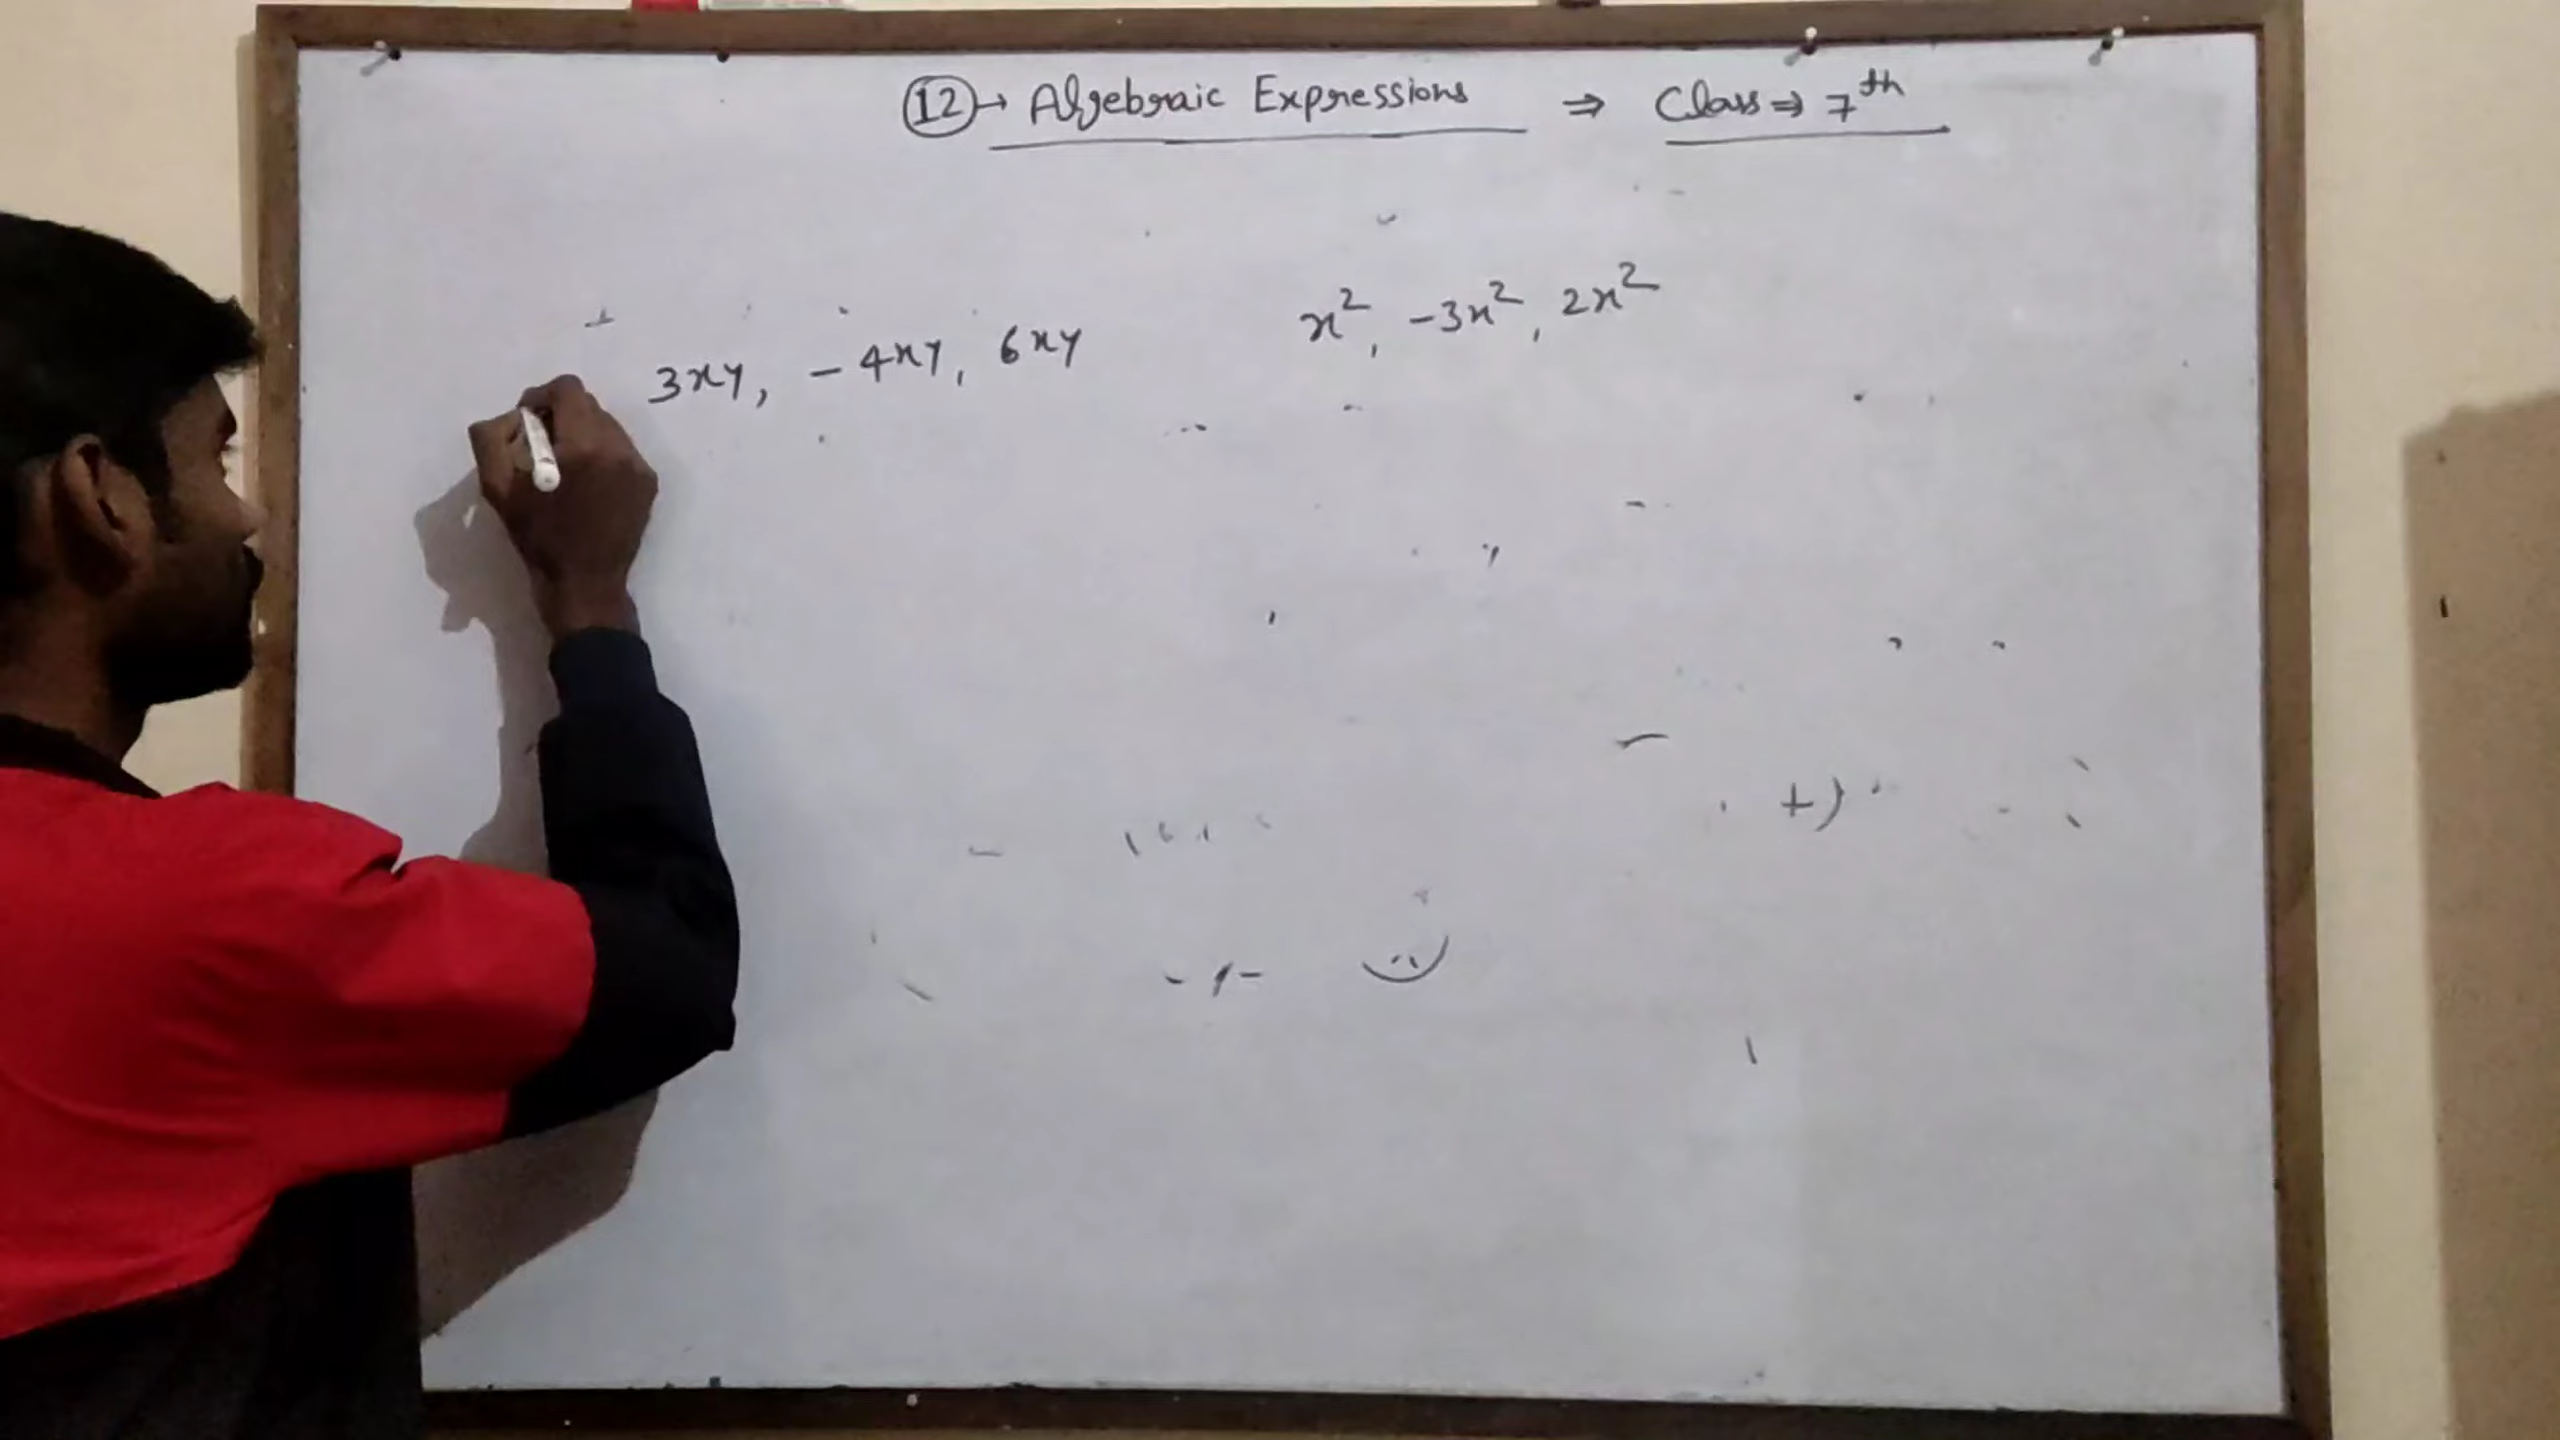 ⑫→ Algebraic Expressions ⇒ Class ⇒ 7th
3xy, -4xy, 6xy x², -3x², 2x²
+)